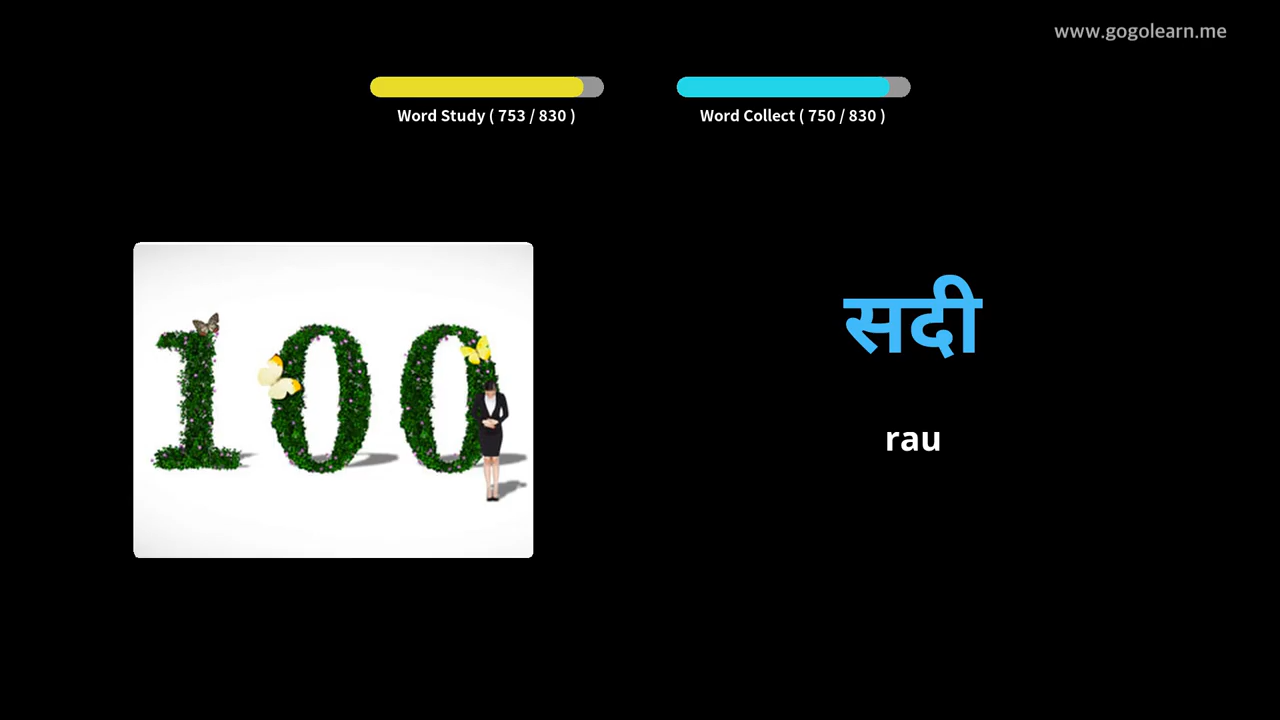 www.gogolearn.me
Word Study ( 753 / 830 )
Word Collect ( 750 / 830 )
100
सदी
rau